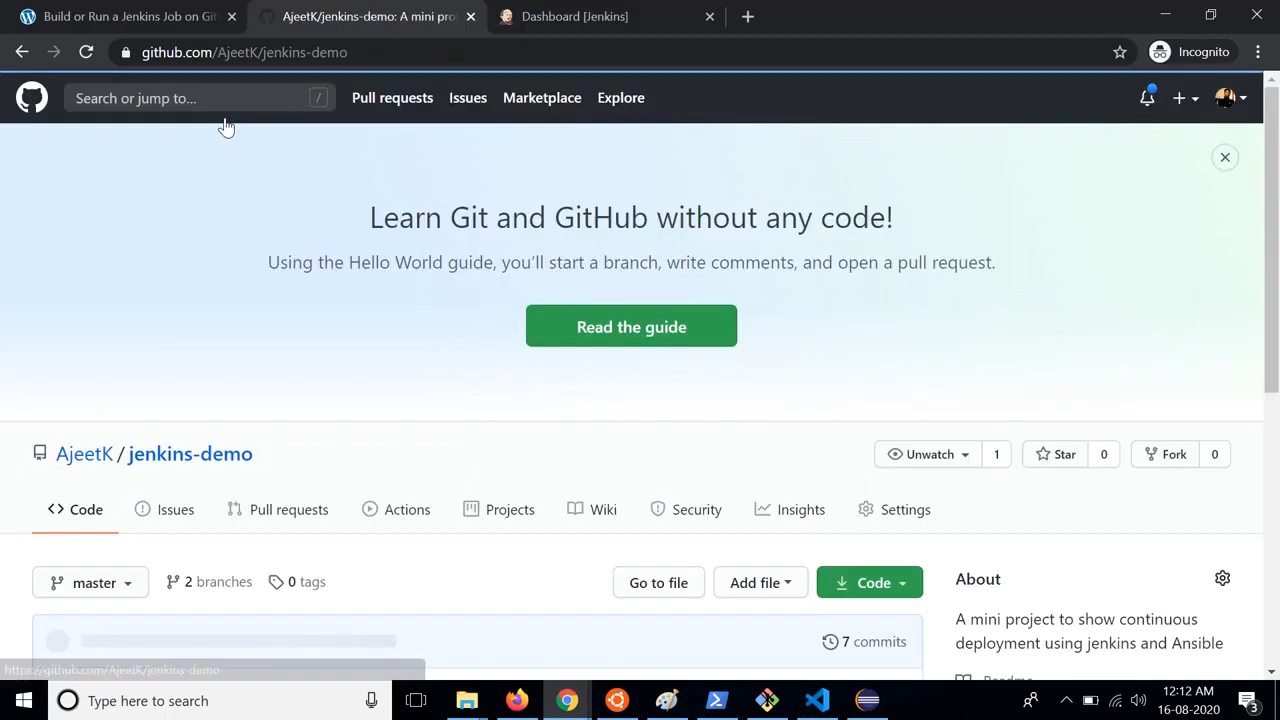 Build or Run a Jenkins Job on Git
AjeetK/jenkins-demo: A mini pro
Dashboard [Jenkins]
github.com/AjeetK/jenkins-demo
Incognito
Search or jump to...
/
Pull requests
Issues
Marketplace
Explore
Learn Git and GitHub without any code!
Using the Hello World guide, you'll start a branch, write comments, and open a pull request.
Read the guide
AjeetK / jenkins-demo
Unwatch 1
Star 0
Fork 0
Code
Issues
Pull requests
Actions
Projects
Wiki
Security
Insights
Settings
master
2 branches
0 tags
Go to file
Add file
Code
About
7 commits
A mini project to show continuous
deployment using jenkins and Ansible
Readme
https://github.com/AjeetK/jenkins-demo
Type here to search
12:12 AM
16-08-2020
3